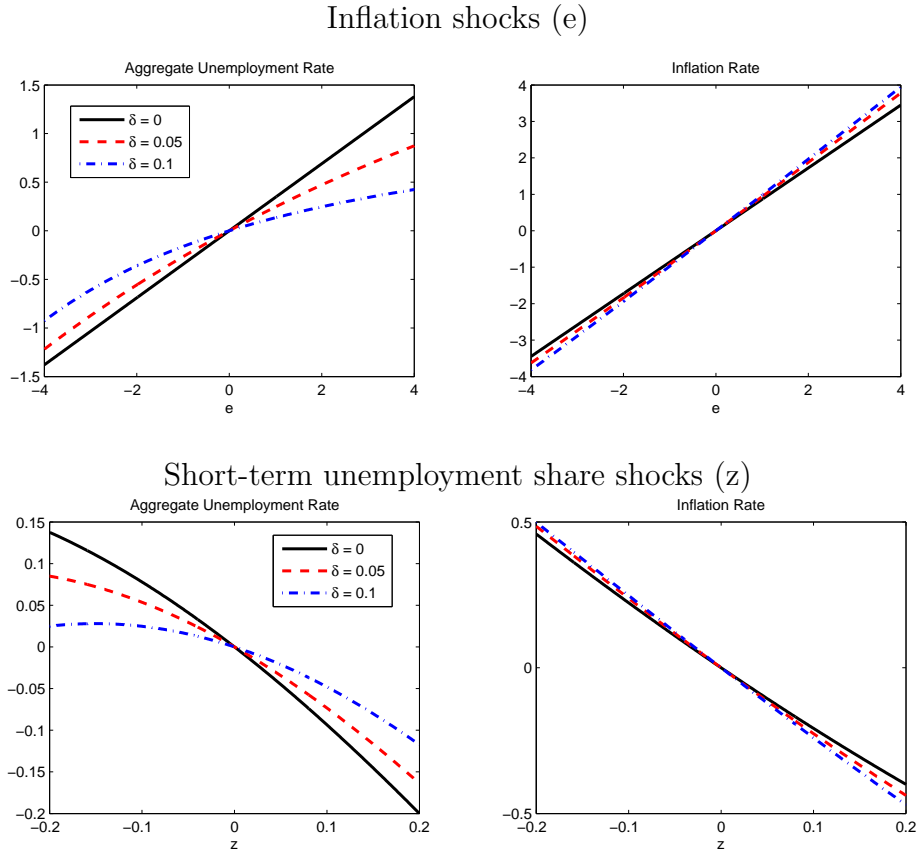 Inflation shocks (e)
Aggregate Unemployment Rate
1.5
1
0.5
0
−0.5
−1
−1.5
−4
−2
0
2
4
e
δ = 0
δ = 0.05
δ = 0.1
Inflation Rate
4
3
2
1
0
−1
−2
−3
−4
−4
−2
0
2
4
e
Short-term unemployment share shocks (z)
Aggregate Unemployment Rate
0.15
0.1
0.05
0
−0.05
−0.1
−0.15
−0.2
−0.2
−0.1
0
0.1
0.2
z
δ = 0
δ = 0.05
δ = 0.1
Inflation Rate
0.5
0
−0.5
−0.2
−0.1
0
0.1
0.2
z